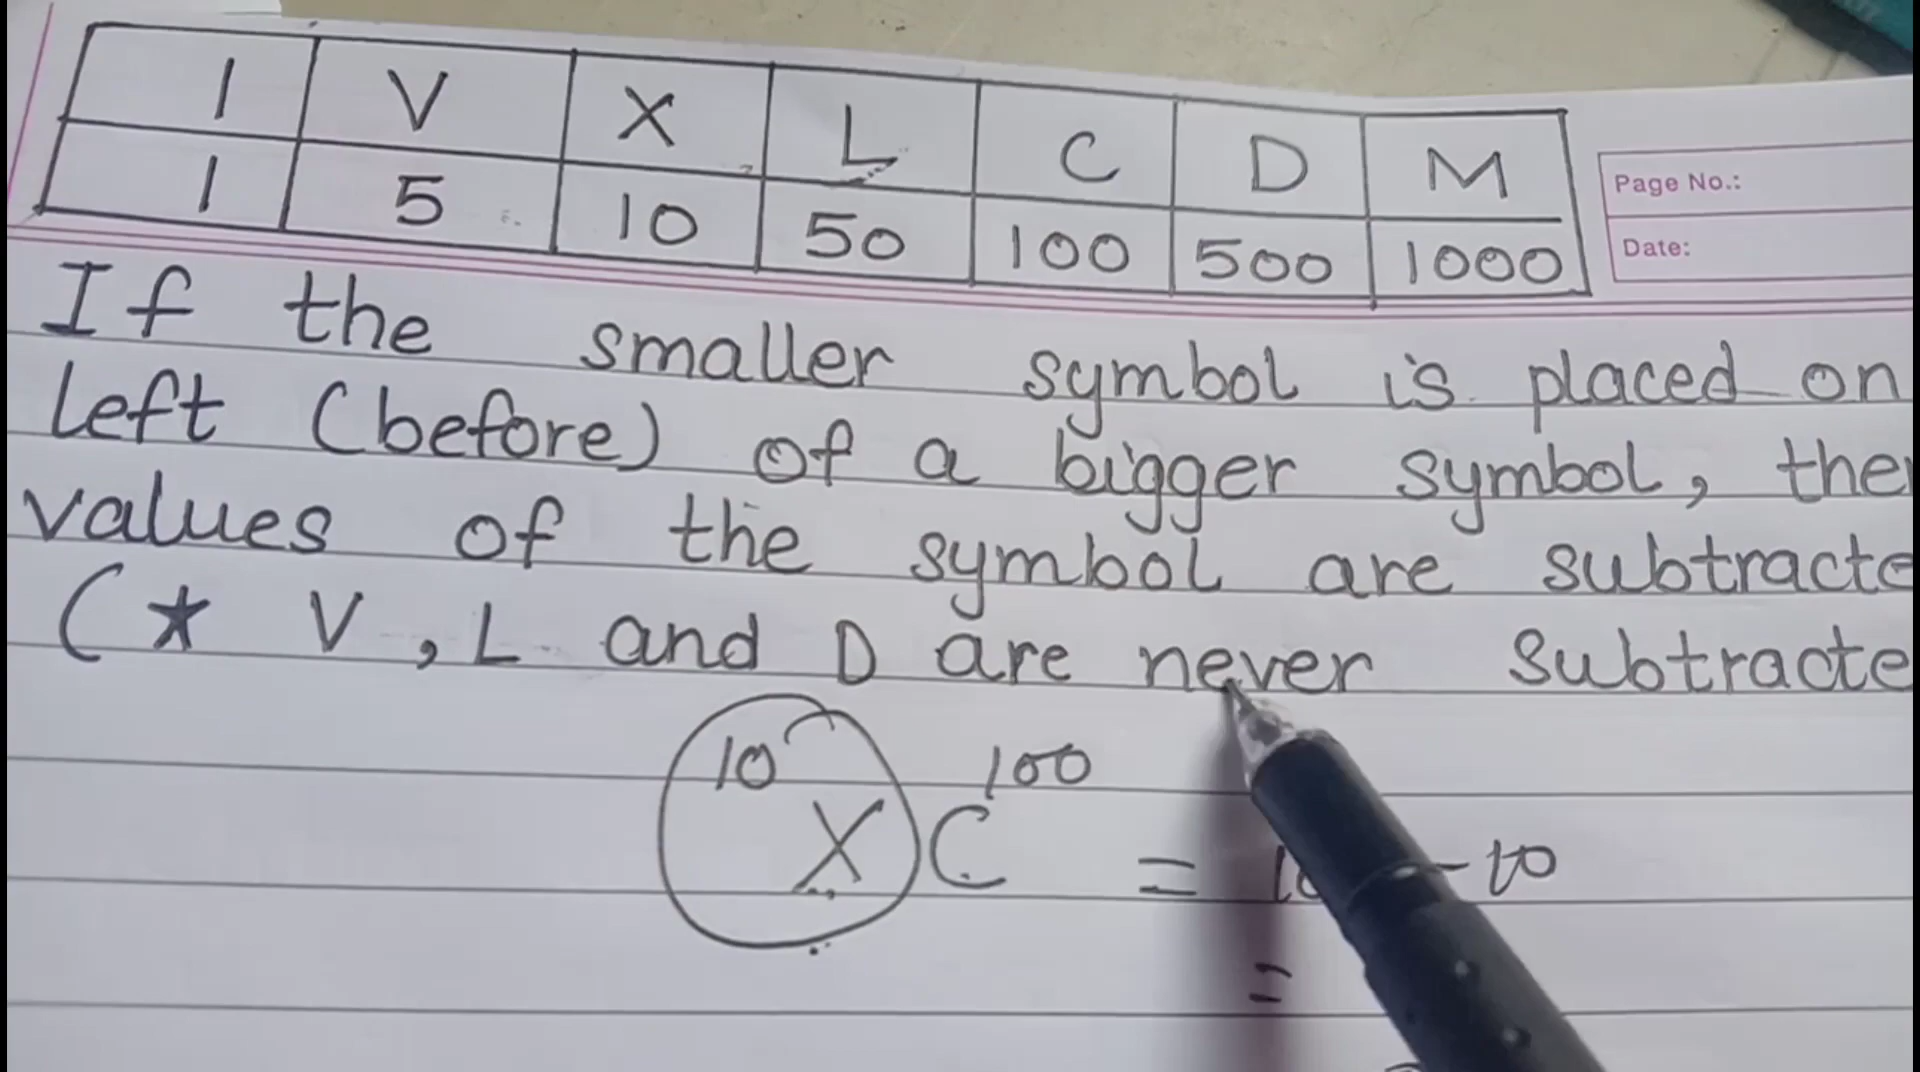 I V X L C D M
1 5 10 50 100 500 1000
Page No.:
Date:
If the smaller symbol is placed on
left (before) of a bigger symbol, the
values of the symbol are subtracte
(★ V, L and D are never subtracte
10 100
XC = - 10
=